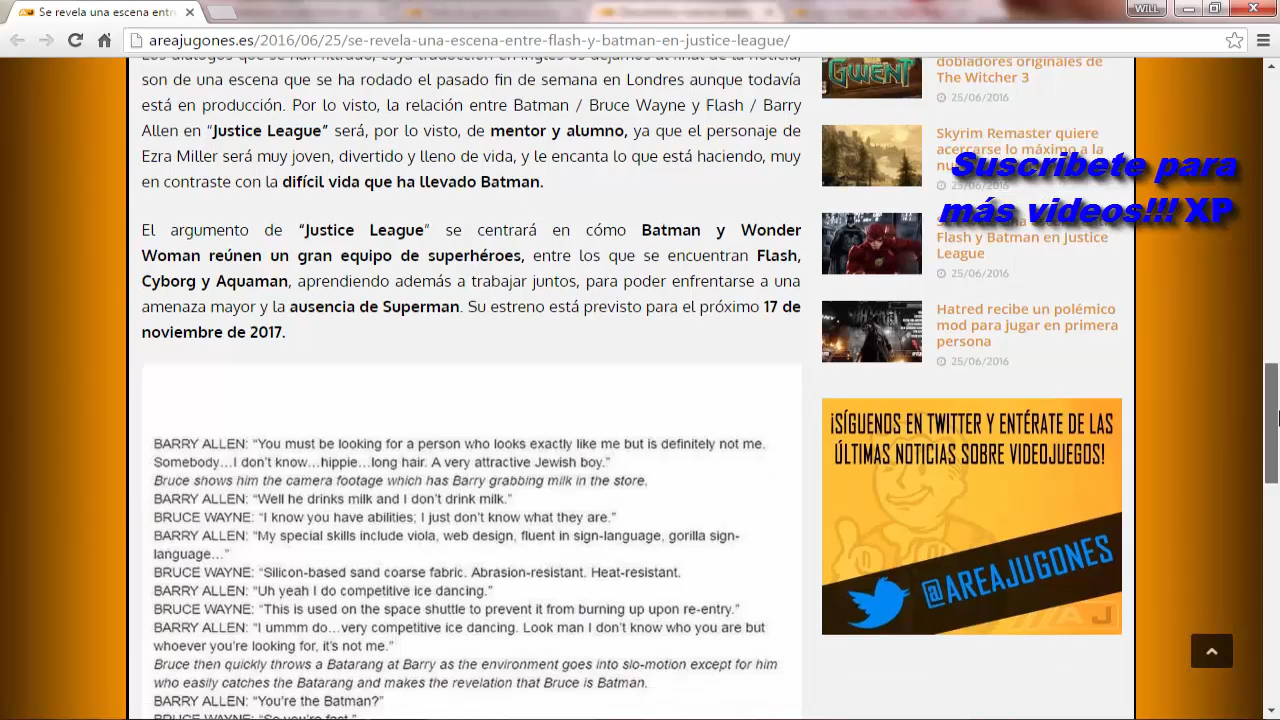 Se revela una escena entr
WILL
areajugones.es/2016/06/25/se-revela-una-escena-entre-flash-y-batman-en-justice-league/
Los diálogos que se han filtrado, cuya traducción en inglés os dejamos al final de la noticia,
son de una escena que se ha rodado el pasado fin de semana en Londres aunque todavía
está en producción. Por lo visto, la relación entre Batman / Bruce Wayne y Flash / Barry
Allen en “Justice League” será, por lo visto, de mentor y alumno, ya que el personaje de
Ezra Miller será muy joven, divertido y lleno de vida, y le encanta lo que está haciendo, muy
en contraste con la difícil vida que ha llevado Batman.
El argumento de “Justice League” se centrará en cómo Batman y Wonder
Woman reúnen un gran equipo de superhéroes, entre los que se encuentran Flash,
Cyborg y Aquaman, aprendiendo además a trabajar juntos, para poder enfrentarse a una
amenaza mayor y la ausencia de Superman. Su estreno está previsto para el próximo 17 de
noviembre de 2017.
BARRY ALLEN: “You must be looking for a person who looks exactly like me but is definitely not me.
Somebody…I don’t know…hippie…long hair. A very attractive Jewish boy.”
Bruce shows him the camera footage which has Barry grabbing milk in the store.
BARRY ALLEN: “Well he drinks milk and I don’t drink milk.”
BRUCE WAYNE: “I know you have abilities; I just don’t know what they are.”
BARRY ALLEN: “My special skills include viola, web design, fluent in sign-language, gorilla sign-
language…”
BRUCE WAYNE: “Silicon-based sand coarse fabric. Abrasion-resistant. Heat-resistant.
BARRY ALLEN: “Uh yeah I do competitive ice dancing.”
BRUCE WAYNE: “This is used on the space shuttle to prevent it from burning up upon re-entry.”
BARRY ALLEN: “I ummm do…very competitive ice dancing. Look man I don’t know who you are but
whoever you’re looking for, it’s not me.”
Bruce then quickly throws a Batarang at Barry as the environment goes into slo-motion except for him
who easily catches the Batarang and makes the revelation that Bruce is Batman.
BARRY ALLEN: “You’re the Batman?”
BRUCE WAYNE: “So you’re fast.”
GWENT
dobladores originales de
The Witcher 3
25/06/2016
Skyrim Remaster quiere
acercarse lo máximo a la
25/06/2016
Suscribete para
más videos!!! XP
Flash y Batman en Justice
League
25/06/2016
Hatred recibe un polémico
mod para jugar en primera
persona
25/06/2016
¡SÍGUENOS EN TWITTER Y ENTÉRATE DE LAS
ÚLTIMAS NOTICIAS SOBRE VIDEOJUEGOS!
@AREAJUGONES
AJ